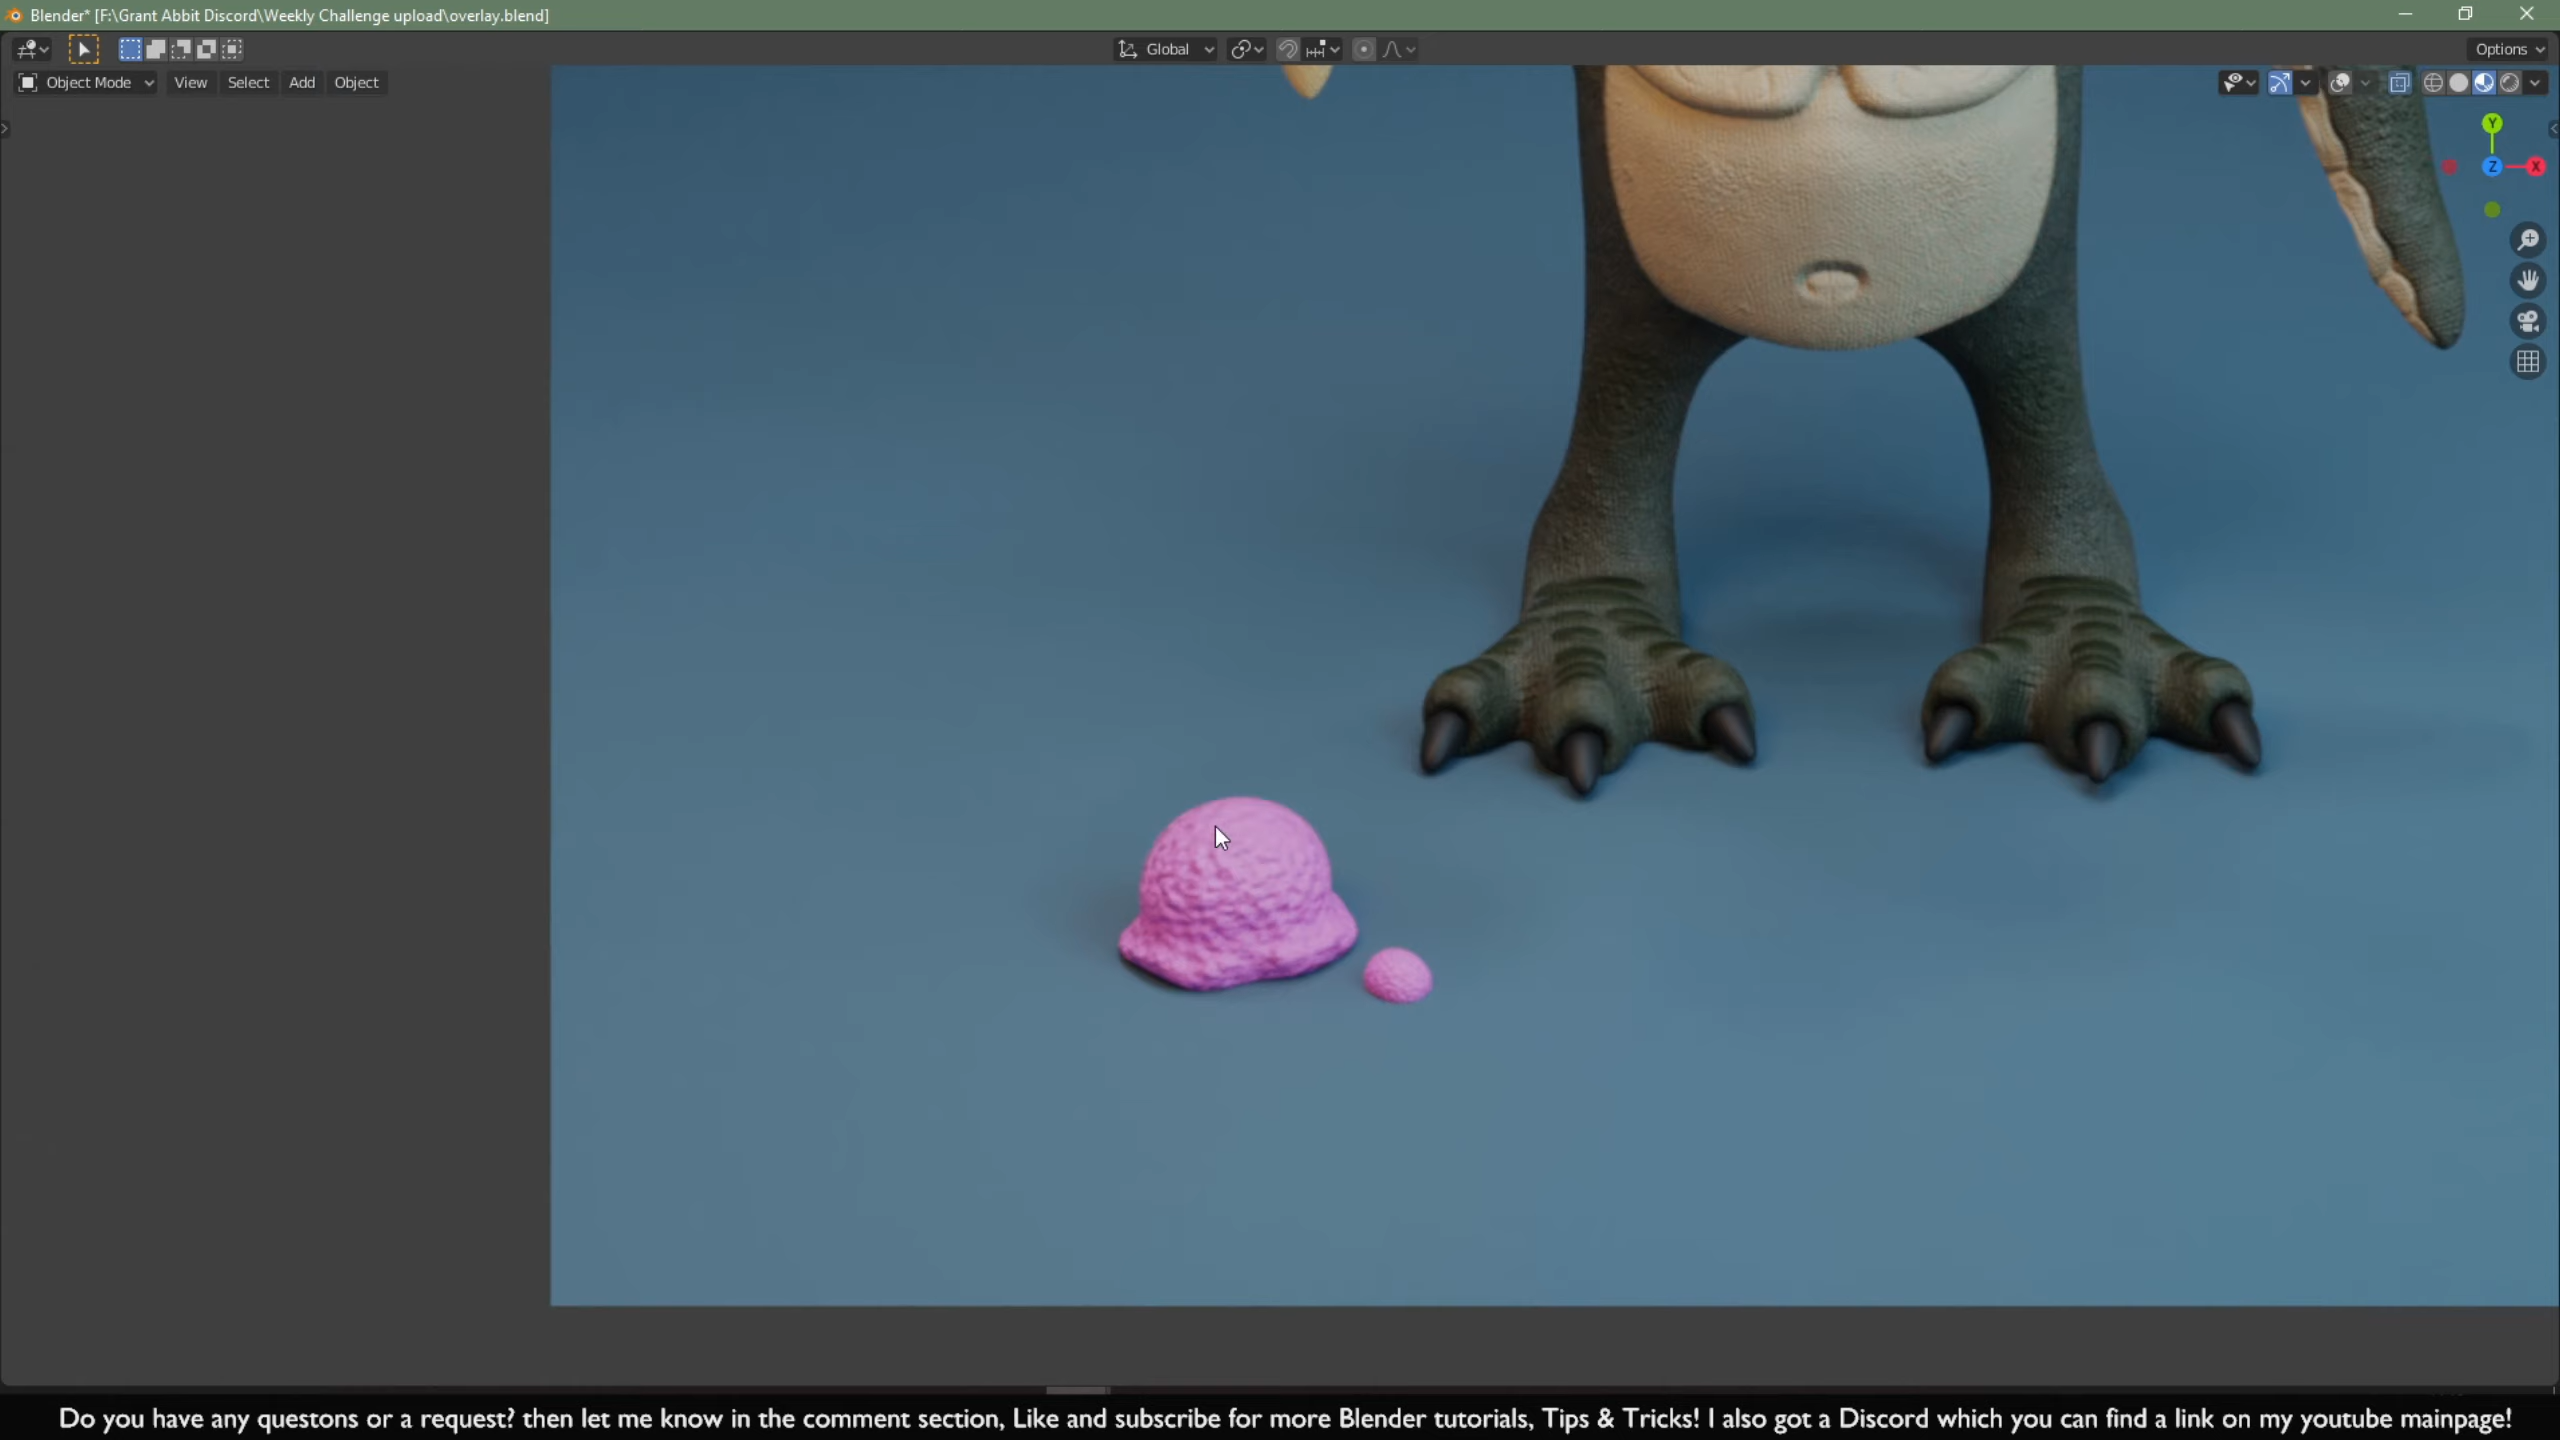 Blender* [F:\Grant Abbit Discord\Weekly Challenge upload\overlay.blend]
Global
Options
Object Mode View Select Add Object
Y
Z X
Do you have any questons or a request? then let me know in the comment section, Like and subscribe for more Blender tutorials, Tips & Tricks! I also got a Discord which you can find a link on my youtube mainpage!